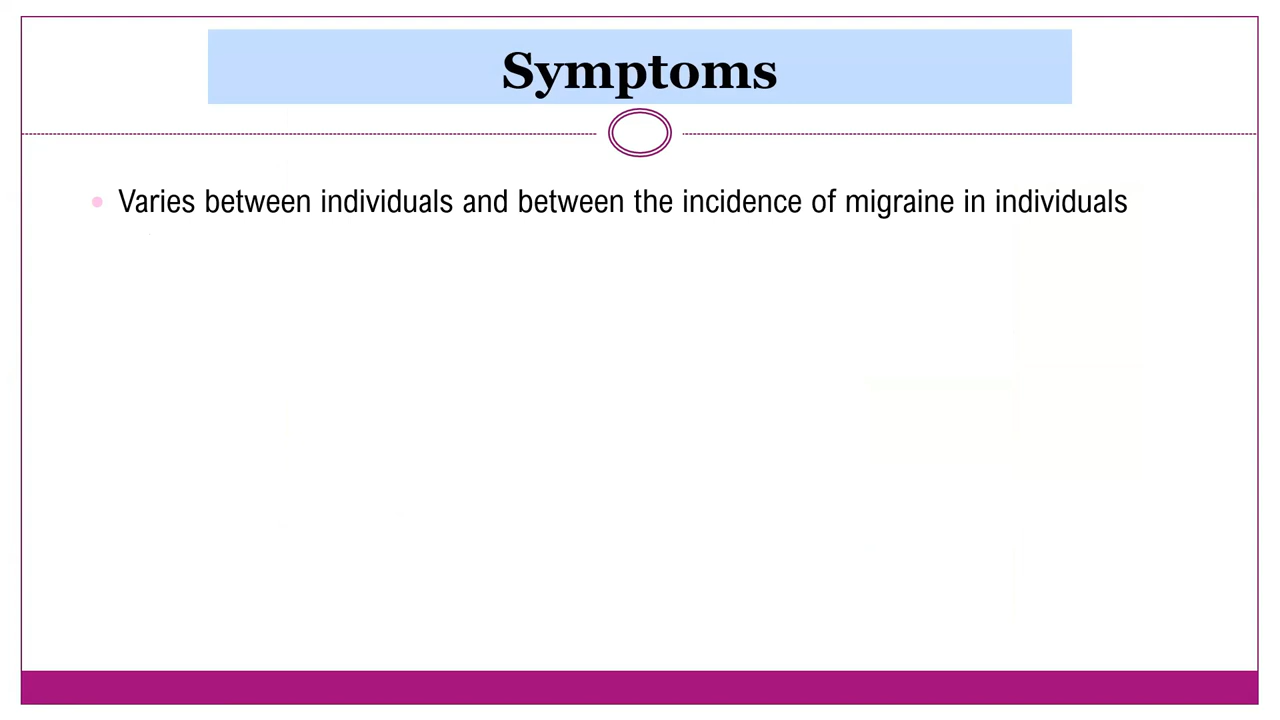 Symptoms
Varies between individuals and between the incidence of migraine in individuals